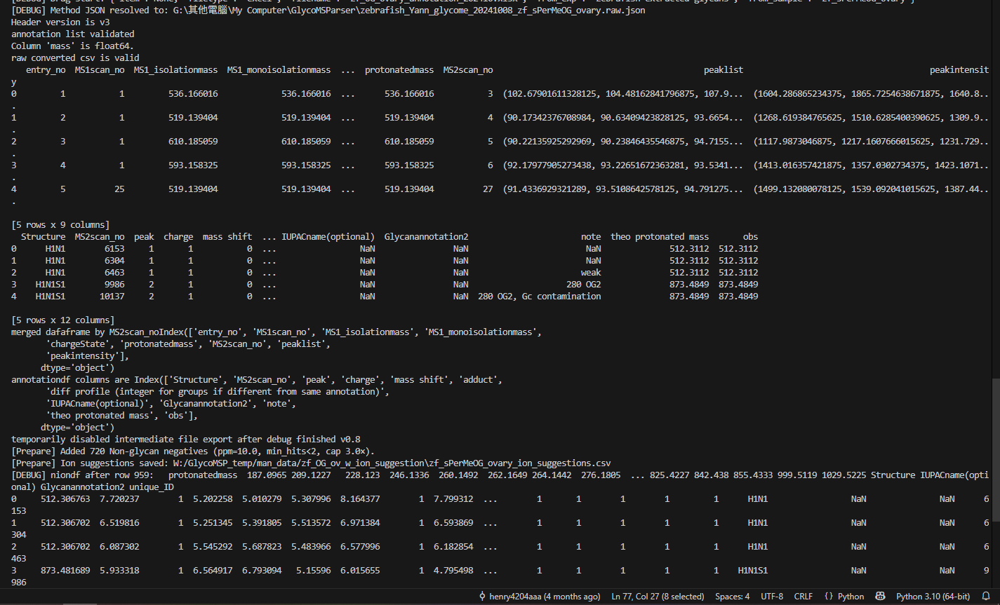 [DEBUG] Method JSON resolved to: G:\其他電腦\My Computer\GlycoMSParser\zebrafish_Yann_glycome_20241008_zf_sPerMeOG_ovary.raw.json
Header version is v3
annotation list validated
Column 'mass' is float64.
raw converted csv is valid
entry_no MS1scan_no MS1_isolationmass MS1_monoisolationmass ... protonatedmass MS2scan_no peaklist peakintensit
y
0 1 1 536.166016 536.166016 ... 536.166016 3 (102.67901611328125, 104.48162841796875, 107.9... (1604.286865234375, 1865.7254638671875, 1640.8..
.
1 2 1 519.139404 519.139404 ... 519.139404 4 (90.17342376708984, 90.63409423828125, 93.6654... (1268.619384765625, 1510.6285400390625, 1309.9..
.
2 3 1 610.185059 610.185059 ... 610.185059 5 (90.22135925292969, 90.23846435546875, 94.7155... (1117.9873046875, 1217.1607666015625, 1231.729..
.
3 4 1 593.158325 593.158325 ... 593.158325 6 (92.17977905273438, 93.22651672363281, 93.5341... (1413.016357421875, 1357.0302734375, 1423.1071..
.
4 5 25 519.139404 519.139404 ... 519.139404 27 (91.4336929321289, 93.5108642578125, 94.791275... (1499.132080078125, 1539.092041015625, 1387.44..
.
[5 rows x 9 columns]
Structure MS2scan_no peak charge mass shift ... IUPACname(optional) Glycanannotation2 note theo protonated mass obs
0 H1N1 6153 1 1 0 ... NaN NaN NaN 512.3112 512.3112
1 H1N1 6304 1 1 0 ... NaN NaN NaN 512.3112 512.3112
2 H1N1 6463 1 1 0 ... NaN NaN weak 512.3112 512.3112
3 H1N1S1 9986 2 1 0 ... NaN NaN 280 OG2 873.4849 873.4849
4 H1N1S1 10137 2 1 0 ... NaN NaN 280 OG2, Gc contamination 873.4849 873.4849
[5 rows x 12 columns]
merged dafaframe by MS2scan_noIndex(['entry_no', 'MS1scan_no', 'MS1_isolationmass', 'MS1_monoisolationmass',
'chargeState', 'protonatedmass', 'MS2scan_no', 'peaklist',
'peakintensity'],
dtype='object')
annotationdf columns are Index(['Structure', 'MS2scan_no', 'peak', 'charge', 'mass shift', 'adduct',
'diff profile (integer for groups if different from same annotation)',
'IUPACname(optional)', 'Glycanannotation2', 'note',
'theo protonated mass', 'obs'],
dtype='object')
temporarily disabled intermediate file export after debug finished v0.8
[Prepare] Added 720 Non-glycan negatives (ppm=10.0, min_hits<2, cap 3.0×).
[Prepare] Ion suggestions saved: W:/GlycoMSP_temp/man_data/zf_OG_ov_w_ion_suggestion\zf_sPerMeOG_ovary_ion_suggestions.csv
[DEBUG] niondf after row 959: protonatedmass 187.0965 209.1227 228.123 246.1336 260.1492 262.1649 264.1442 276.1805 ... 825.4227 842.438 855.4333 999.5119 1029.5225 Structure IUPACname(opti
onal) Glycanannotation2 unique_ID
0 512.306763 7.720237 1 5.202258 5.010279 5.307996 8.164377 1 7.799312 ... 1 1 1 1 1 H1N1 NaN NaN 6
153
1 512.306702 6.519816 1 5.251345 5.391805 5.513572 6.971384 1 6.593869 ... 1 1 1 1 1 H1N1 NaN NaN 6
304
2 512.306702 6.087302 1 5.545292 5.687823 5.483966 6.577996 1 6.182854 ... 1 1 1 1 1 H1N1 NaN NaN 6
463
3 873.481689 5.933318 1 6.564917 6.793094 5.15596 6.015655 1 4.795498 ... 1 1 1 1 1 H1N1S1 NaN NaN 9
986
henry4204aaa (4 months ago) Ln 77, Col 27 (8 selected) Spaces: 4 UTF-8 CRLF {} Python Python 3.10 (64-bit)